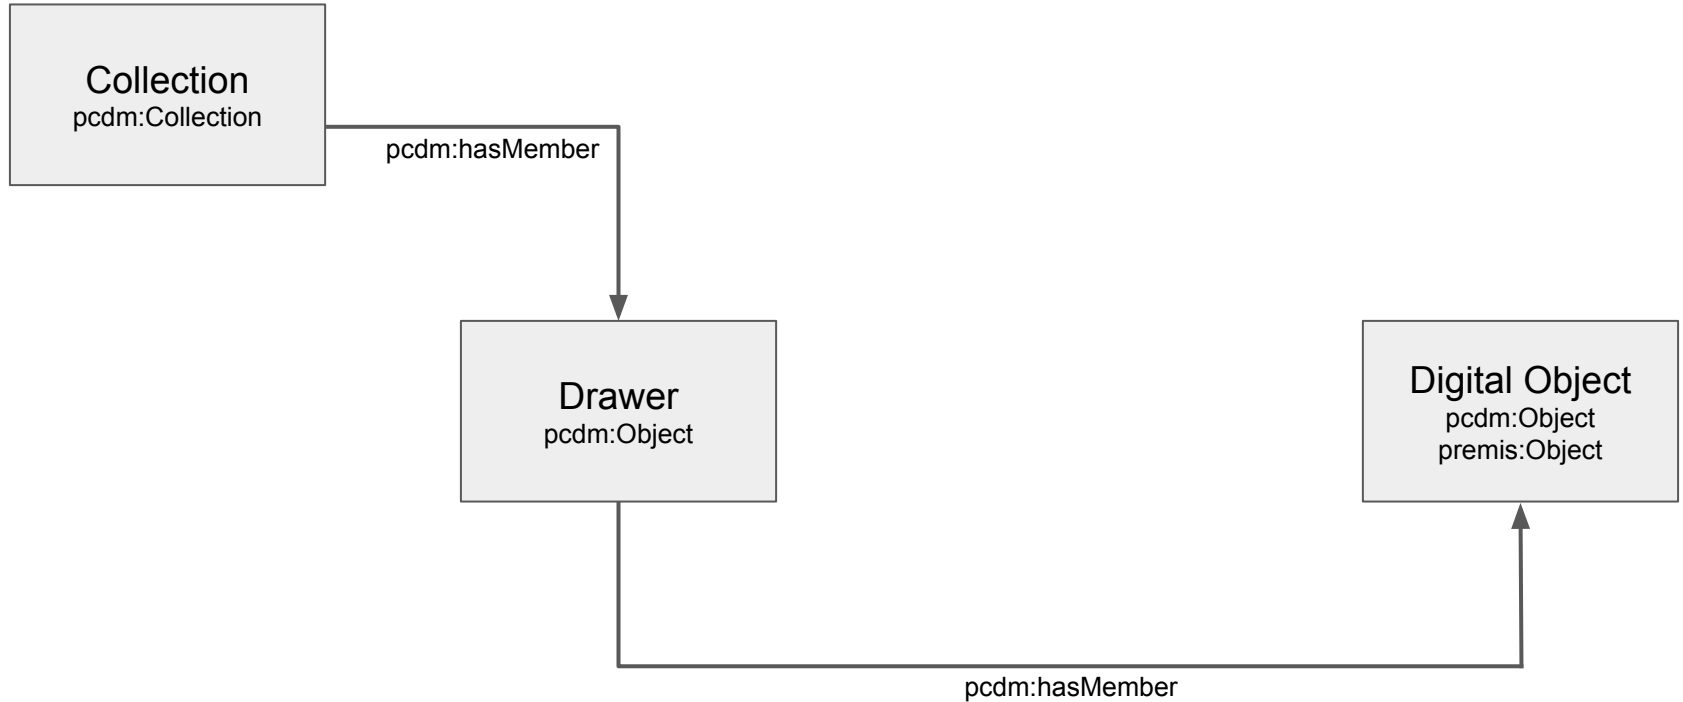 Collection
pcdm:Collection
pcdm:hasMember
Drawer
pcdm:Object
Digital Object
pcdm:Object
premis:Object
pcdm:hasMember